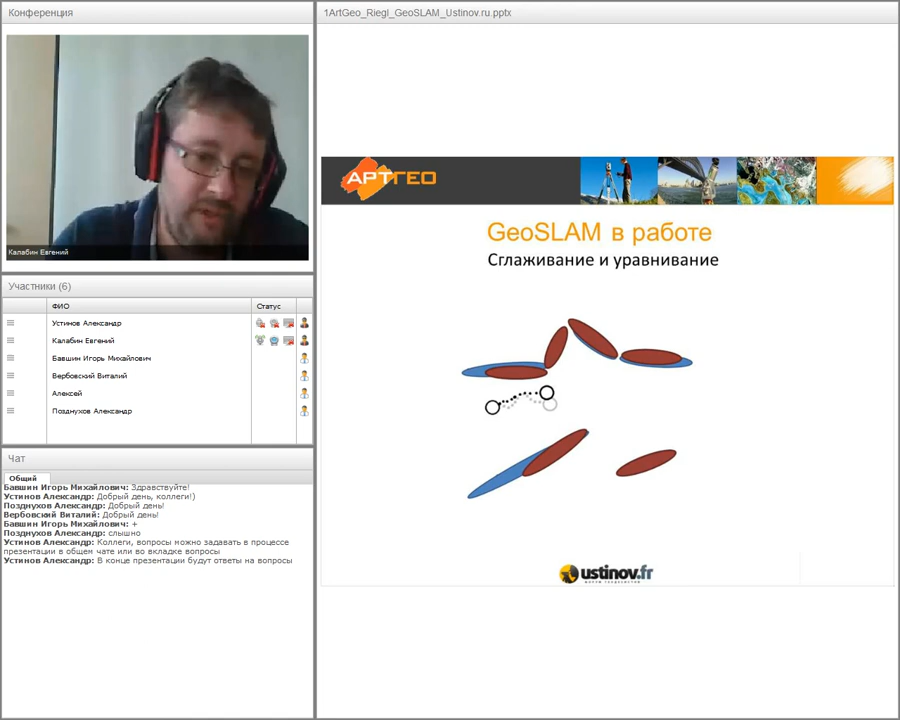 Конференция
Калабин Евгений
Участники (6)
ФИО
Статус
Устинов Александр
Калабин Евгений
Бавшин Игорь Михайлович
Вербовский Виталий
Алексей
Позднухов Александр
Чат
Общий
Бавшин Игорь Михайлович: Здравствуйте!
Устинов Александр: Добрый день, коллеги!)
Позднухов Александр: Добрый день!
Вербовский Виталий: Добрый день!
Бавшин Игорь Михайлович: +
Позднухов Александр: слышно
Устинов Александр: Коллеги, вопросы можно задавать в процессе
презентации в общем чате или во вкладке вопросы
Устинов Александр: В конце презентации будут ответы на вопросы
1ArtGeo_Riegl_GeoSLAM_Ustinov.ru.pptx
АРТГЕО
GeoSLAM в работе
Сглаживание и уравнивание
ustinov.fr